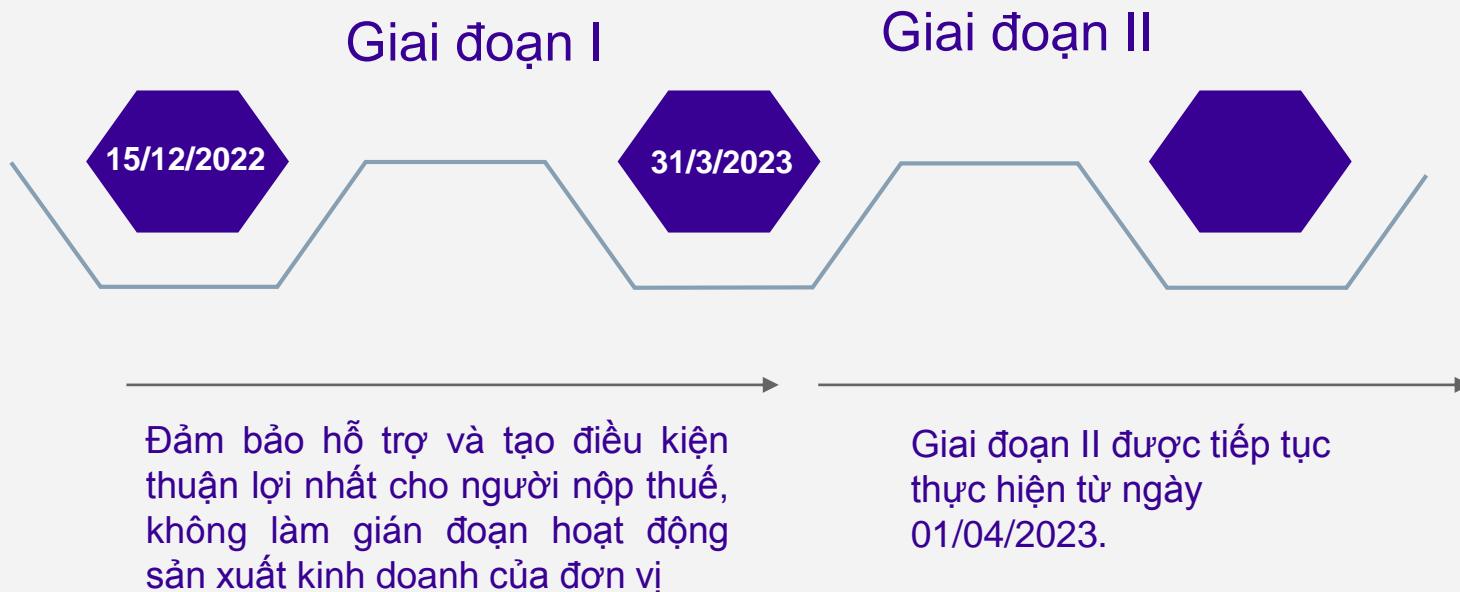 Giai đoạn I
Giai đoạn II
15/12/2022
31/3/2023
Đảm bảo hỗ trợ và tạo điều kiện
thuận lợi nhất cho người nộp thuế,
không làm gián đoạn hoạt động
sản xuất kinh doanh của đơn vị
Giai đoạn II được tiếp tục
thực hiện từ ngày
01/04/2023.